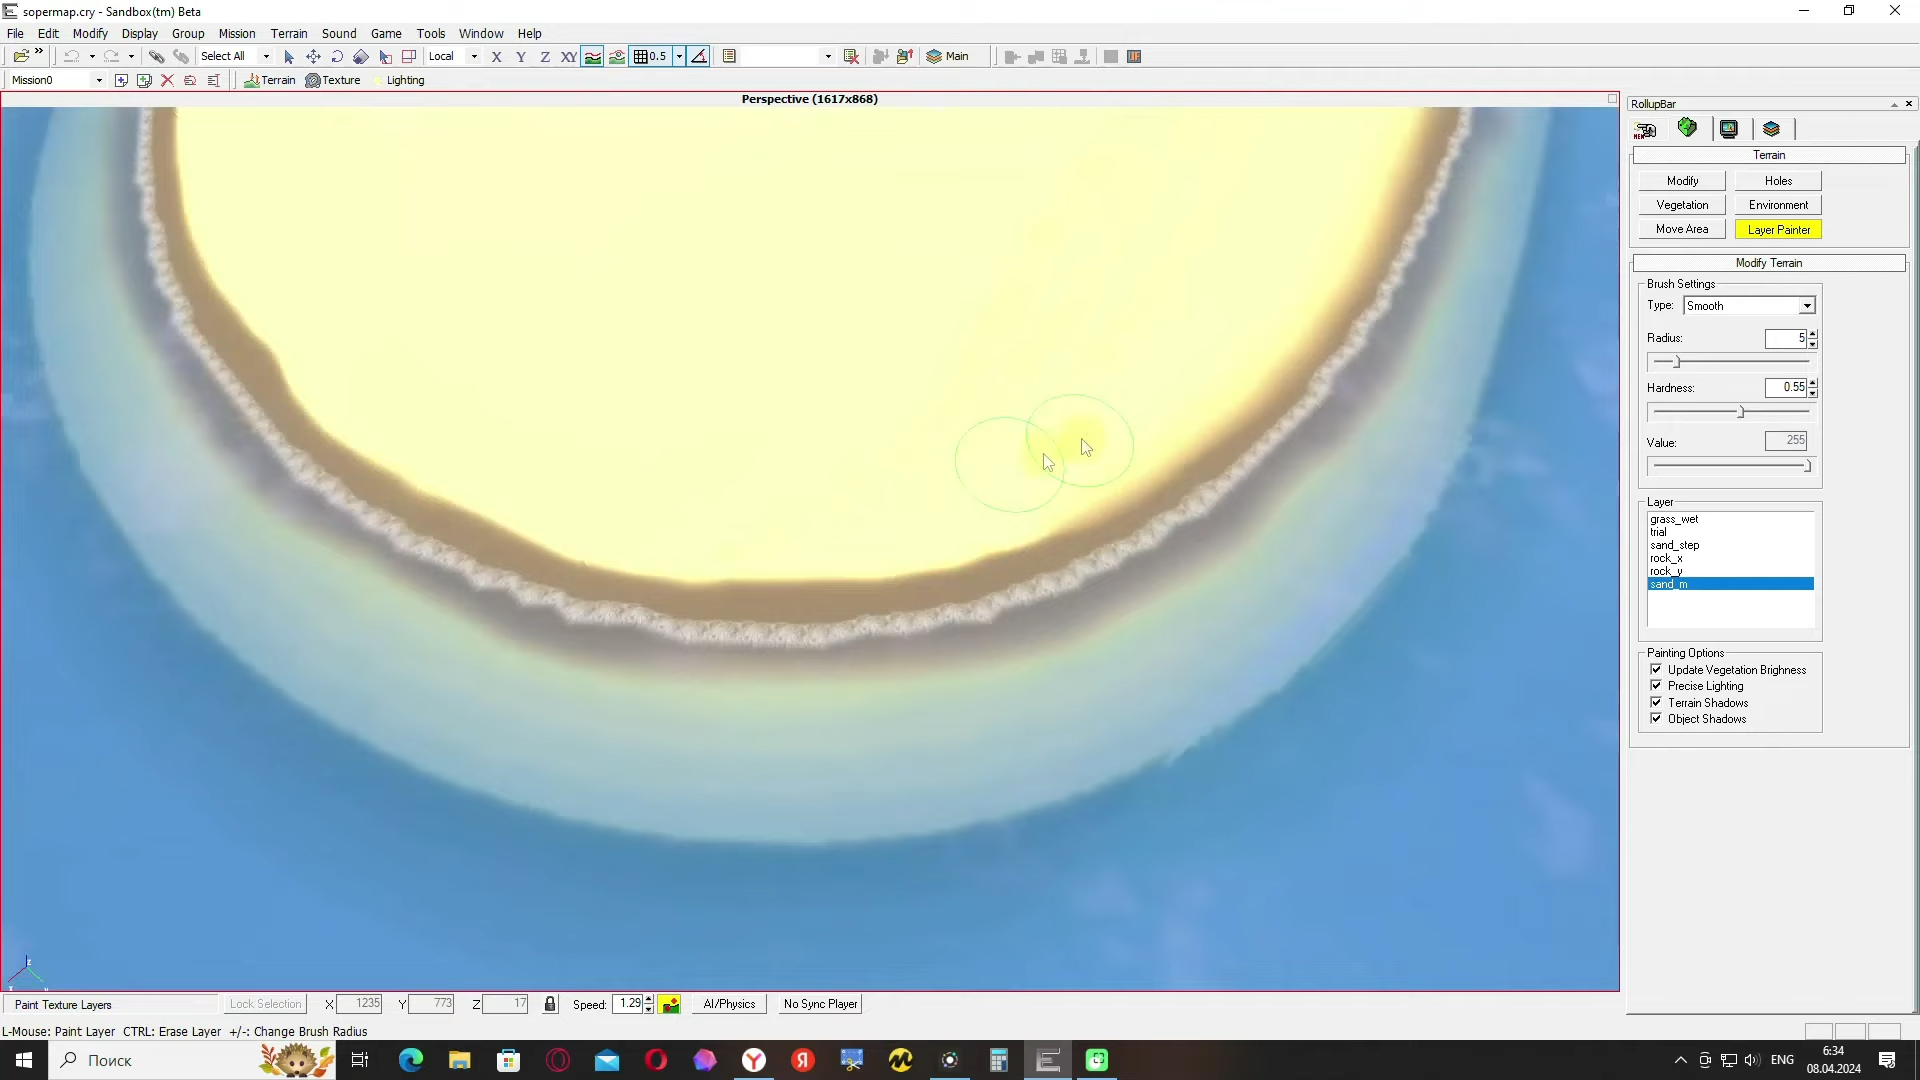 sopermap.cry - Sandbox(tm) Beta
File Edit Modify Display Group Mission Terrain Sound Game Tools Window Help
Select All Local X Y Z XY 0.5 Main
Mission0 Terrain Texture Lighting
Perspective (1617x868)
RollupBar
NEW
Terrain
Modify Holes
Vegetation Environment
Move Area Layer Painter
Modify Terrain
Brush Settings
Type: Smooth
Radius: 5
Hardness: 0.55
Value: 255
Layer
grass_wet
trial
sand_step
rock_x
rock_y
sand_m
Painting Options
Update Vegetation Brighness
Precise Lighting
Terrain Shadows
Object Shadows
z
Paint Texture Layers Lock Selection X 1235 Y 773 Z 17 Speed: 1.29 AI/Physics No Sync Player
L-Mouse: Paint Layer CTRL: Erase Layer +/-: Change Brush Radius
Поиск
ENG
6:34
08.04.2024